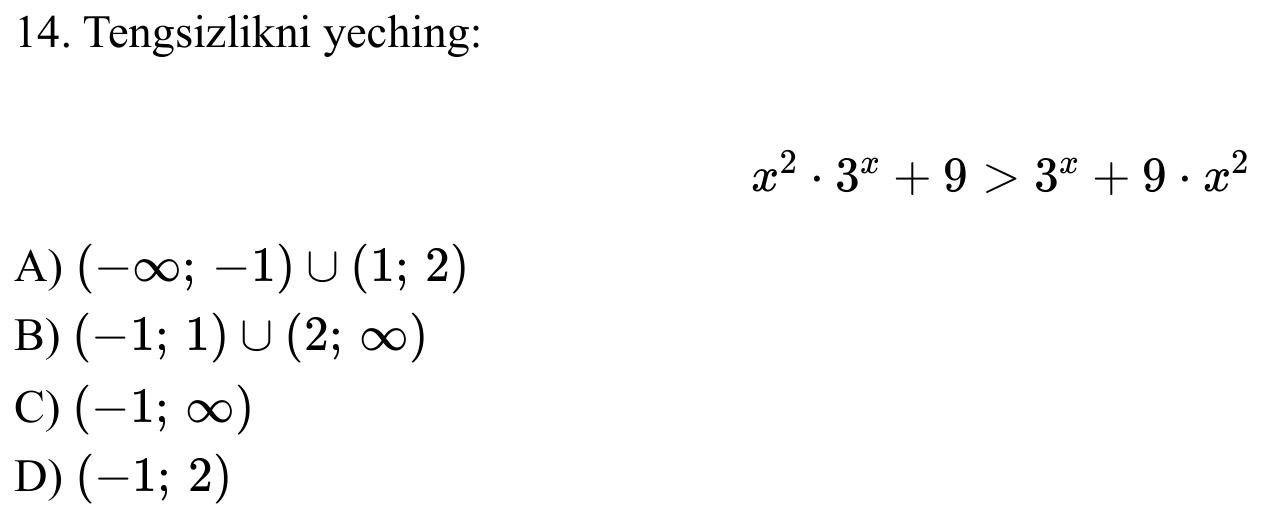 14. Tengsizlikni yeching:
x² · 3ˣ + 9 > 3ˣ + 9 · x²
A) (−∞; −1) ∪ (1; 2)
B) (−1; 1) ∪ (2; ∞)
C) (−1; ∞)
D) (−1; 2)